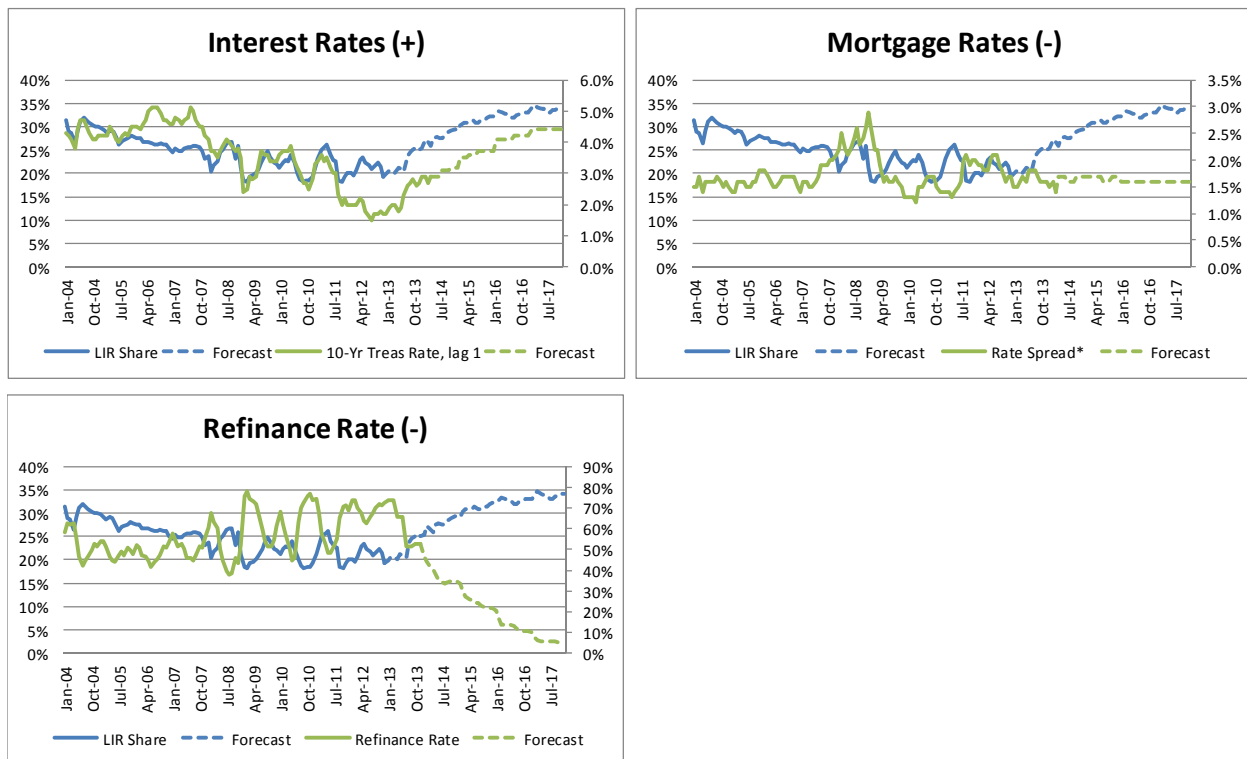 Interest Rates (+)
40%
35%
30%
25%
20%
15%
10%
5%
0%
6.0%
5.0%
4.0%
3.0%
2.0%
1.0%
0.0%
Jan-04
Oct-04
Jul-05
Apr-06
Jan-07
Oct-07
Jul-08
Apr-09
Jan-10
Oct-10
Jul-11
Apr-12
Jan-13
Oct-13
Jul-14
Apr-15
Jan-16
Oct-16
Jul-17
LIR Share Forecast 10-Yr Treas Rate, lag 1 Forecast
Mortgage Rates (-)
40%
35%
30%
25%
20%
15%
10%
5%
0%
3.5%
3.0%
2.5%
2.0%
1.5%
1.0%
0.5%
0.0%
Jan-04
Oct-04
Jul-05
Apr-06
Jan-07
Oct-07
Jul-08
Apr-09
Jan-10
Oct-10
Jul-11
Apr-12
Jan-13
Oct-13
Jul-14
Apr-15
Jan-16
Oct-16
Jul-17
LIR Share Forecast Rate Spread* Forecast
Refinance Rate (-)
40%
35%
30%
25%
20%
15%
10%
5%
0%
90%
80%
70%
60%
50%
40%
30%
20%
10%
0%
Jan-04
Oct-04
Jul-05
Apr-06
Jan-07
Oct-07
Jul-08
Apr-09
Jan-10
Oct-10
Jul-11
Apr-12
Jan-13
Oct-13
Jul-14
Apr-15
Jan-16
Oct-16
Jul-17
LIR Share Forecast Refinance Rate Forecast